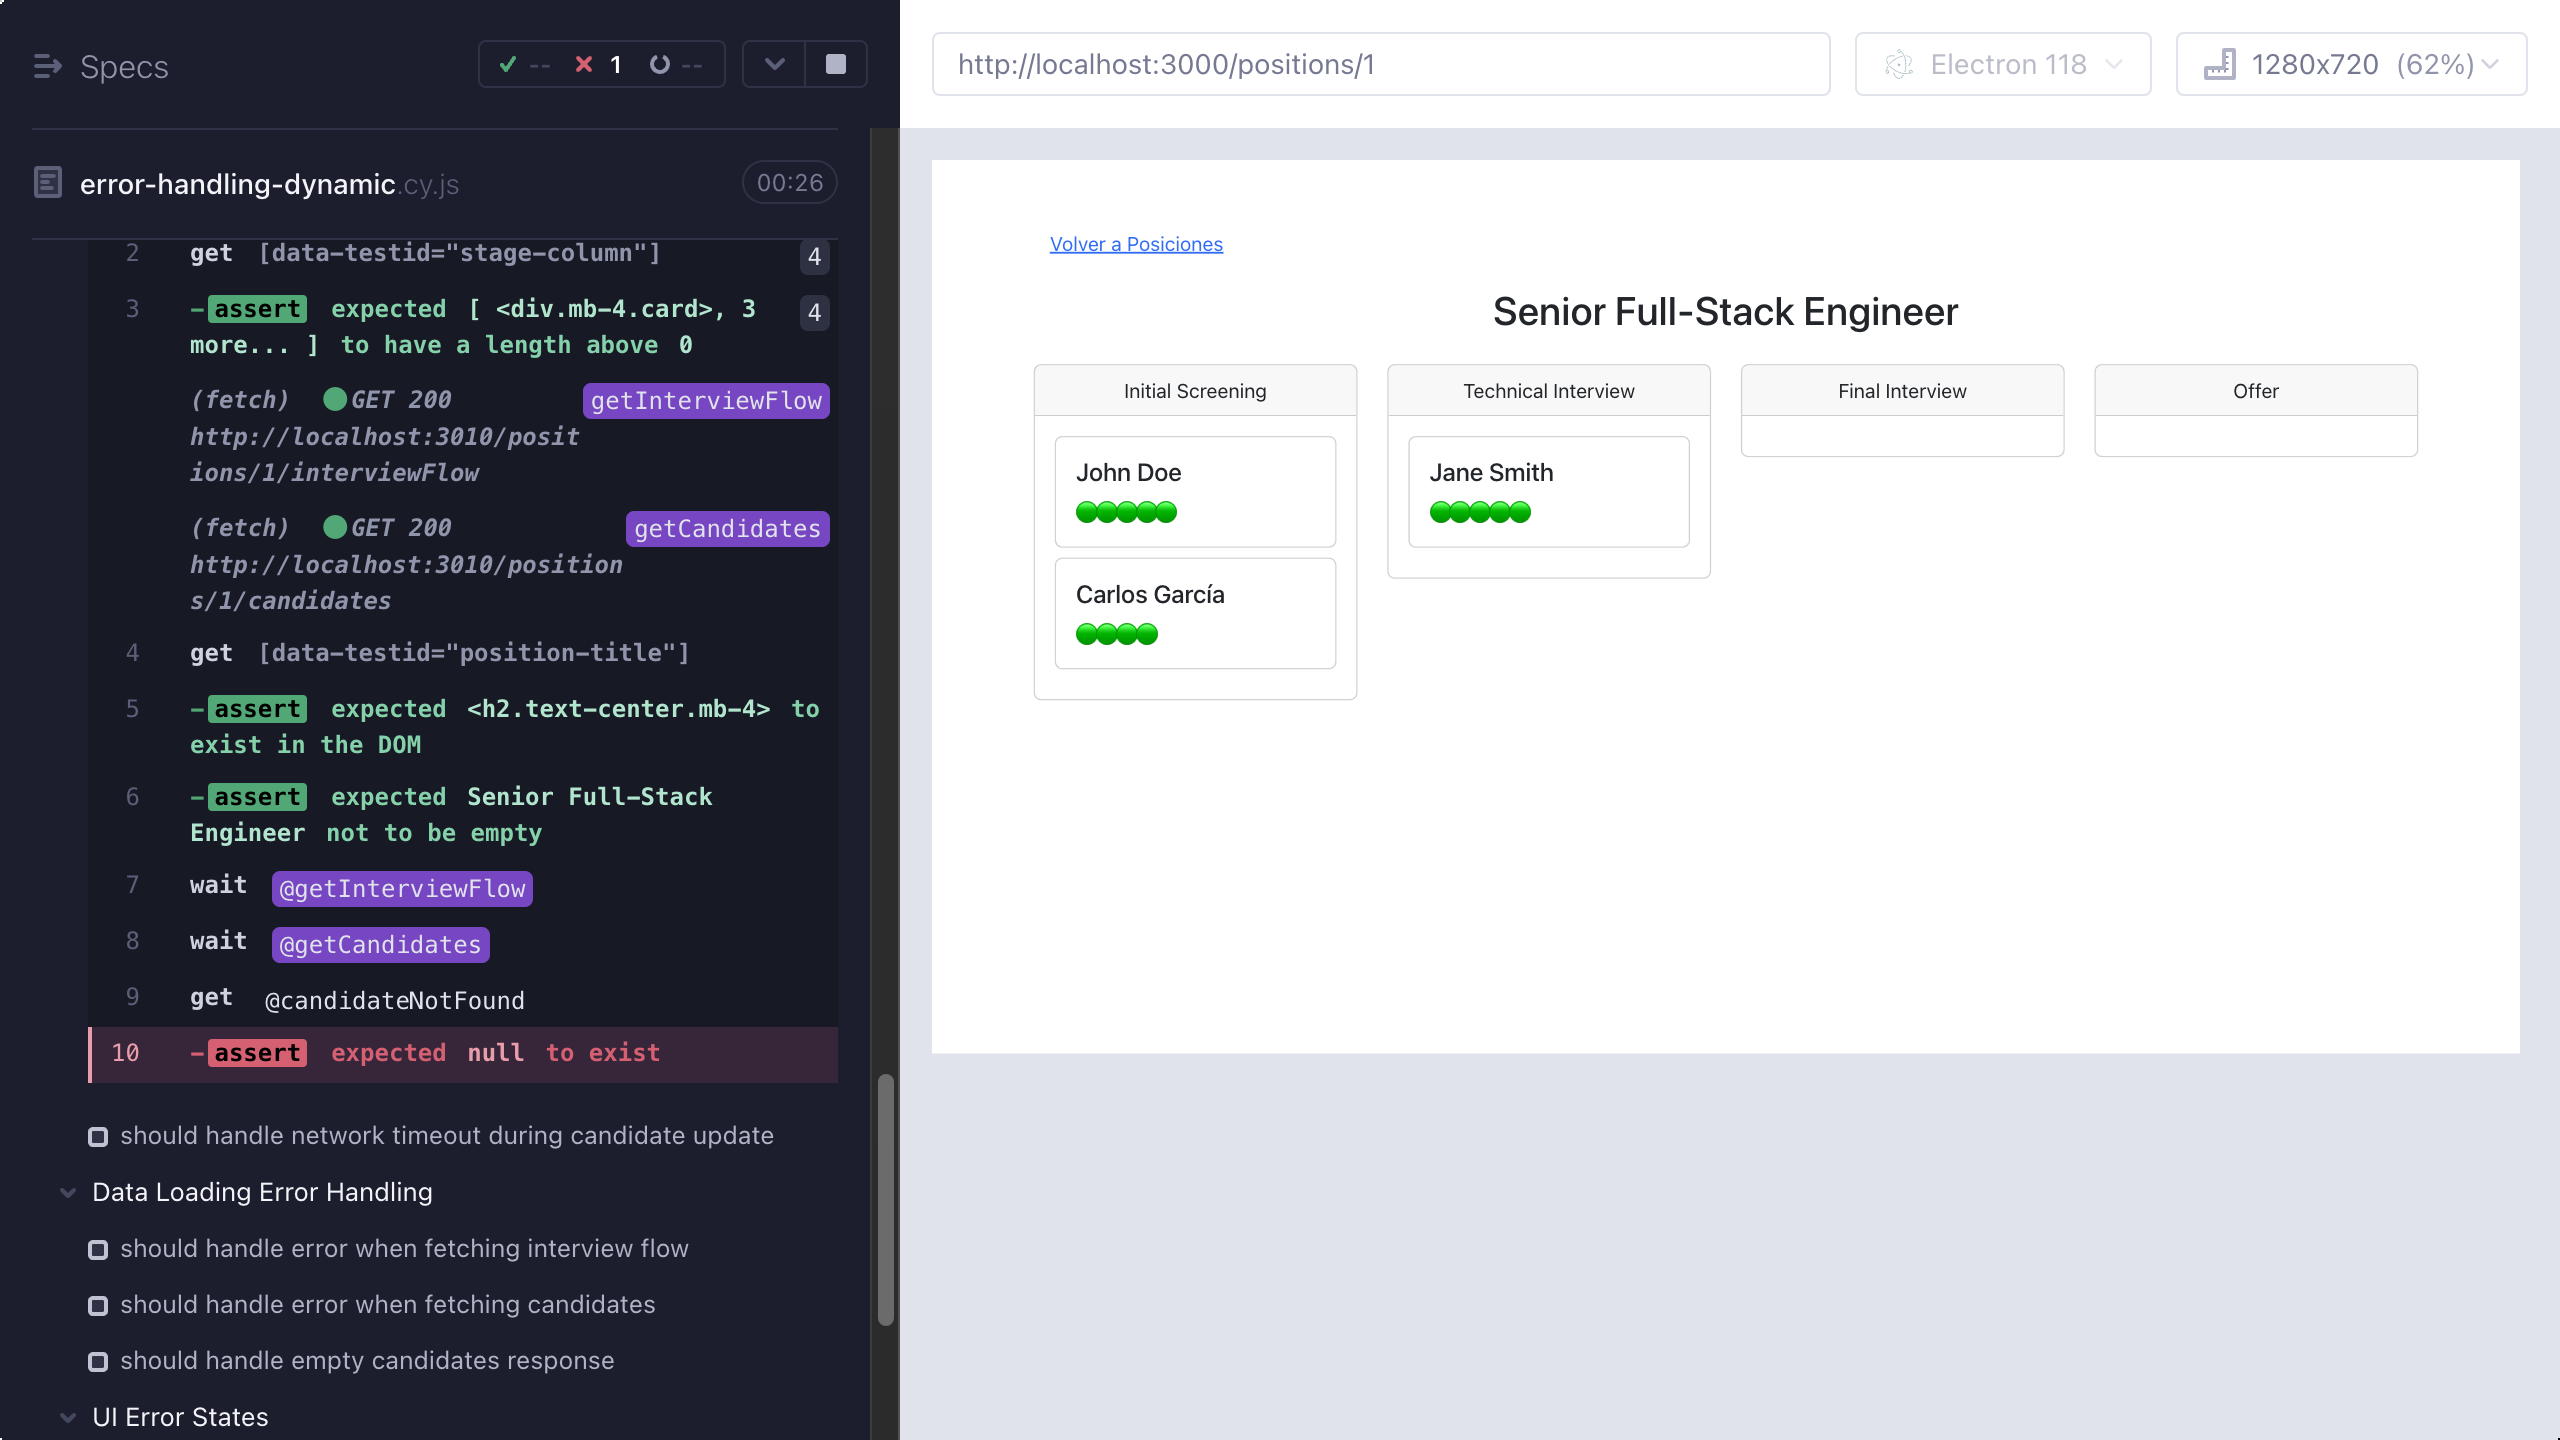 Specs
-- 1 --
error-handling-dynamic.cy.js 00:26
2 get [data-testid="stage-column"] 4
3 -assert expected [ <div.mb-4.card>, 3 4
more... ] to have a length above 0
(fetch) GET 200 getInterviewFlow
http://localhost:3010/posit
ions/1/interviewFlow
(fetch) GET 200 getCandidates
http://localhost:3010/position
s/1/candidates
4 get [data-testid="position-title"]
5 -assert expected <h2.text-center.mb-4> to
exist in the DOM
6 -assert expected Senior Full-Stack
Engineer not to be empty
7 wait @getInterviewFlow
8 wait @getCandidates
9 get @candidateNotFound
10 -assert expected null to exist
should handle network timeout during candidate update
Data Loading Error Handling
should handle error when fetching interview flow
should handle error when fetching candidates
should handle empty candidates response
UI Error States
http://localhost:3000/positions/1
Electron 118
1280x720 (62%)
Volver a Posiciones
Senior Full-Stack Engineer
Initial Screening
John Doe
Carlos García
Technical Interview
Jane Smith
Final Interview
Offer